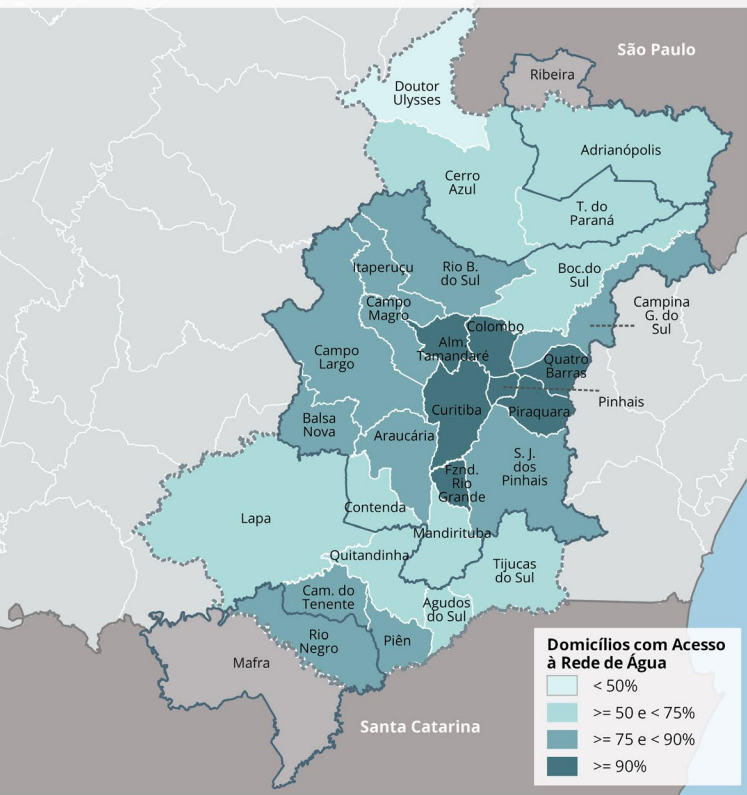 São Paulo
Ribeira
Doutor
Ulysses
Adrianópolis
Cerro
Azul
T. do
Paraná
Itaperuçu
Rio B.
do Sul
Boc.do
Sul
Campina
G. do
Sul
Campo
Magro
Colombo
Alm.
Tamandaré
Campo
Largo
Quatro
Barras
Pinhais
Curitiba
Piraquara
Balsa
Nova
Araucária
S. J.
dos
Pinhais
Fznd.
Rio
Grande
Contenda
Lapa
Mandirituba
Quitandinha
Tijucas
do Sul
Cam. do
Tenente
Agudos
do Sul
Rio
Negro
Piên
Mafra
Santa Catarina
Domicílios com Acesso
à Rede de Água
< 50%
>= 50 e < 75%
>= 75 e < 90%
>= 90%